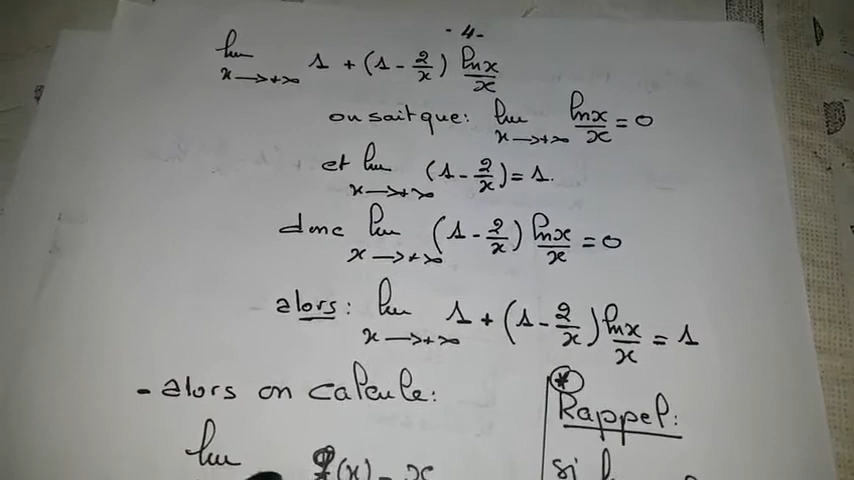 - 4 -
lim x→+∞ 1 + (1 - 2/x) lnx/x
on sait que: lim x→+∞ lnx/x = 0
et lim x→+∞ (1 - 2/x) = 1.
donc lim x→+∞ (1 - 2/x) lnx/x = 0
alors: lim x→+∞ 1 + (1 - 2/x) lnx/x = 1
- alors on calcule:
lim f(x) - x
* Rappel:
si